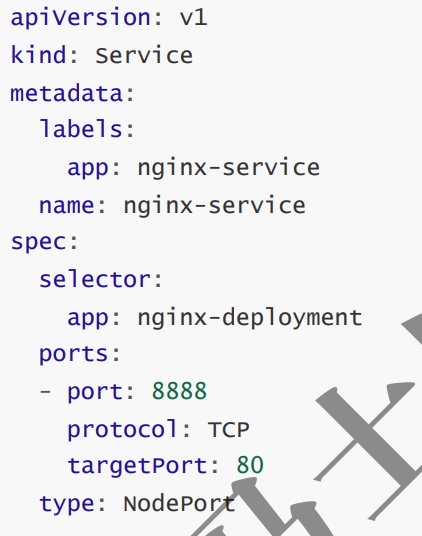 apiVersion: v1
kind: Service
metadata:
  labels:
    app: nginx-service
  name: nginx-service
spec:
  selector:
    app: nginx-deployment
  ports:
  - port: 8888
    protocol: TCP
    targetPort: 80
  type: NodePort